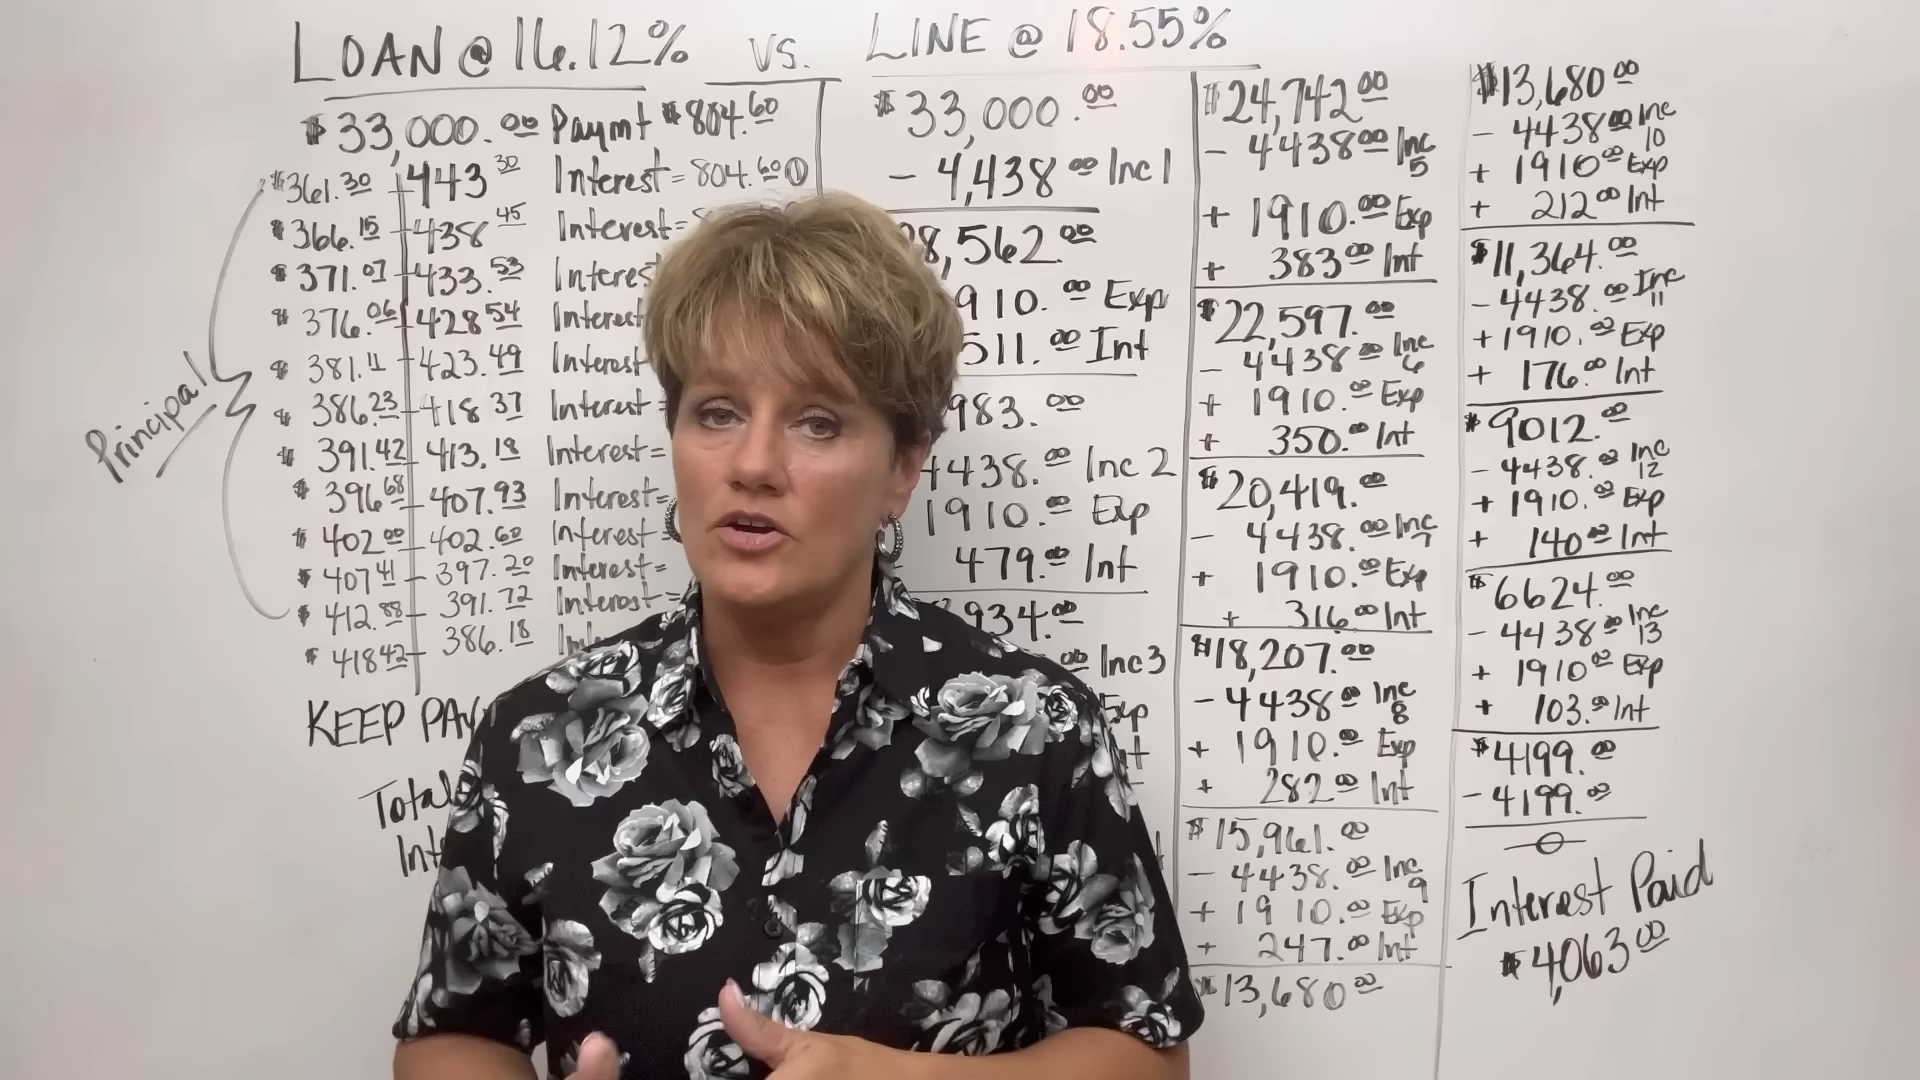 LOAN @ 16.12% VS. LINE @ 18.55%
$33,000.00 Paymt $804.60
$361.30 443.30 Interest = 804.60
$366.15 438.45 Interest =
$371.07 433.53 Interest
$376.06 428.54 Interest
$381.11 423.49 Interest
$386.23 418.37 Interest =
$391.42 413.18 Interest =
$396.68 407.93 Interest =
$402.00 402.60 Interest =
$407.41 397.20 Interest =
$412.88 391.72 Interest =
$418.42 386.18
Principal
KEEP
Total
$33,000.00
- 4,438.00 Inc 1
8,562.00
910.00 Exp
511.00 Int
983.00
4438.00 Inc 2
1910.00 Exp
479.00 Int
934.00
.00 Inc 3
Exp
$24,742.00
- 4438.00 Inc 5
+ 1910.00 Exp
+ 383.00 Int
$22,597.00
- 4438.00 Inc 6
+ 1910.00 Exp
+ 350.00 Int
$20,419.00
- 4438.00 Inc 7
+ 1910.00 Exp
+ 316.00 Int
$18,207.00
- 4438.00 Inc 8
+ 1910.00 Exp
+ 282.00 Int
$15,961.00
- 4438.00 Inc 9
+ 1910.00 Exp
+ 247.00 Int
$13,680.00
$13,680.00
- 4438.00 Inc 10
+ 1910.00 Exp
+ 212.00 Int
$11,364.00
- 4438.00 Inc 11
+ 1910.00 Exp
+ 176.00 Int
$9012.00
- 4438.00 Inc 12
+ 1910.00 Exp
+ 140.00 Int
$6624.00
- 4438.00 Inc 13
+ 1910.00 Exp
+ 103.00 Int
$4199.00
- 4199.00
0
Interest Paid
$4,063.00